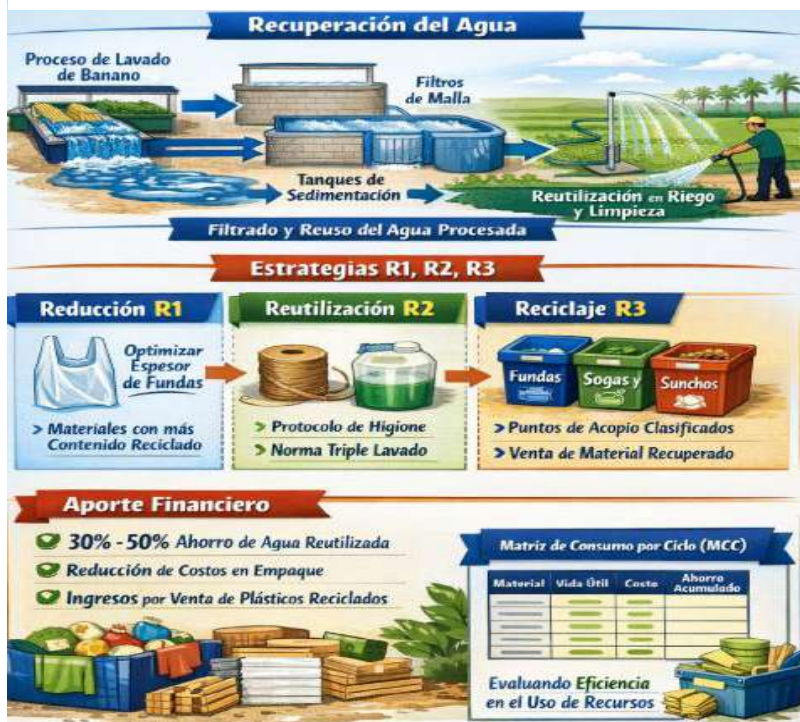 Recuperación del Agua
Proceso de Lavado
de Banano
Filtros
de Malla
Tanques de
Sedimentación
Reutilización en Riego
y Limpieza
Filtrado y Reuso del Agua Procesada
Estrategias R1, R2, R3
Reducción R1
Optimizar
Espesor
de Fundas
> Materiales con más
Contenido Reciclado
Reutilización R2
> Protocolo de Higione
> Norma Triple Lavado
Reciclaje R3
Fundas
Sogas y
Sunchos
> Puntos de Acopio Clasificados
> Venta de Material Recuperado
Aporte Financiero
30% - 50% Ahorro de Agua Reutilizada
Reducción de Costos en Empaque
Ingresos por Venta de Plásticos Reciclados
Matriz de Consumo por Ciclo (MCC)
Material Vida Útil Costo Ahorro
Acumulado
Evaluando Eficiencia
en el Uso de Recursos